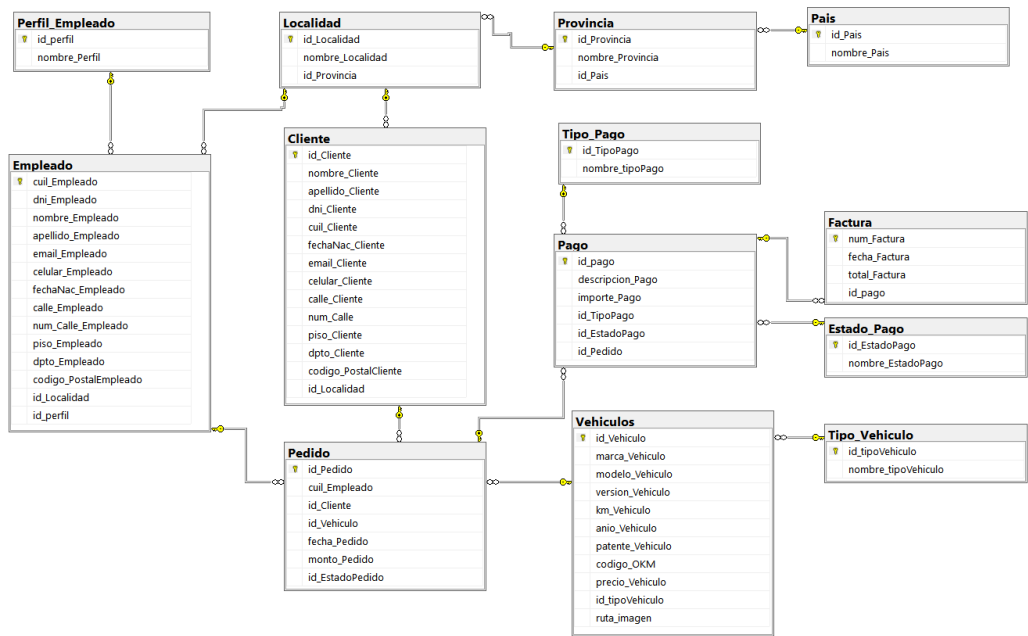 Perfil_Empleado
id_perfil
nombre_Perfil
Localidad
id_Localidad
nombre_Localidad
id_Provincia
Provincia
id_Provincia
nombre_Provincia
id_Pais
Pais
id_Pais
nombre_Pais
Empleado
cuil_Empleado
dni_Empleado
nombre_Empleado
apellido_Empleado
email_Empleado
celular_Empleado
fechaNac_Empleado
calle_Empleado
num_Calle_Empleado
piso_Empleado
dpto_Empleado
codigo_PostalEmpleado
id_Localidad
id_perfil
Cliente
id_Cliente
nombre_Cliente
apellido_Cliente
dni_Cliente
cuil_Cliente
fechaNac_Cliente
email_Cliente
celular_Cliente
calle_Cliente
num_Calle
piso_Cliente
dpto_Cliente
codigo_PostalCliente
id_Localidad
Tipo_Pago
id_TipoPago
nombre_tipoPago
Pago
id_pago
descripcion_Pago
importe_Pago
id_TipoPago
id_EstadoPago
id_Pedido
Factura
num_Factura
fecha_Factura
total_Factura
id_pago
Estado_Pago
id_EstadoPago
nombre_EstadoPago
Pedido
id_Pedido
cuil_Empleado
id_Cliente
id_Vehiculo
fecha_Pedido
monto_Pedido
id_EstadoPedido
Vehiculos
id_Vehiculo
marca_Vehiculo
modelo_Vehiculo
version_Vehiculo
km_Vehiculo
anio_Vehiculo
patente_Vehiculo
codigo_OKM
precio_Vehiculo
id_tipoVehiculo
ruta_imagen
Tipo_Vehiculo
id_tipoVehiculo
nombre_tipoVehiculo